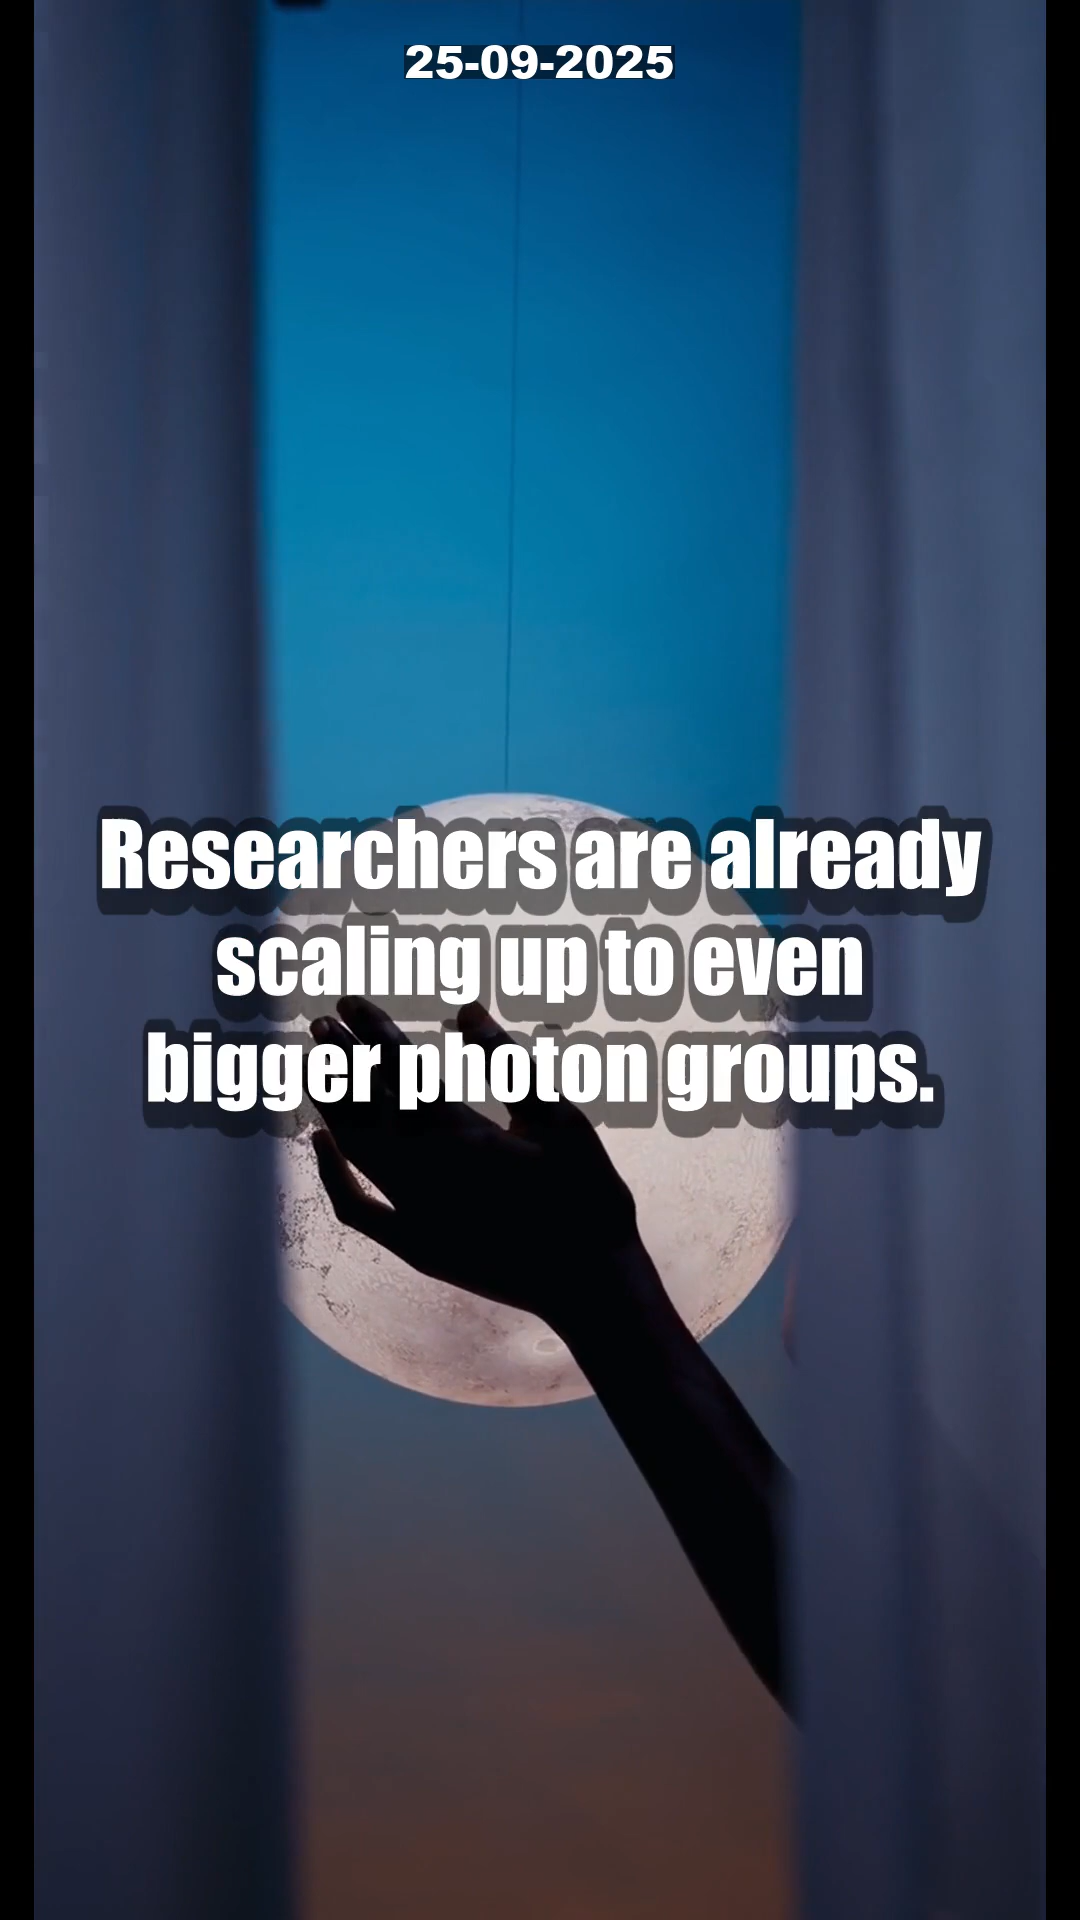 25-09-2025
Researchers are already
scaling up to even
bigger photon groups.